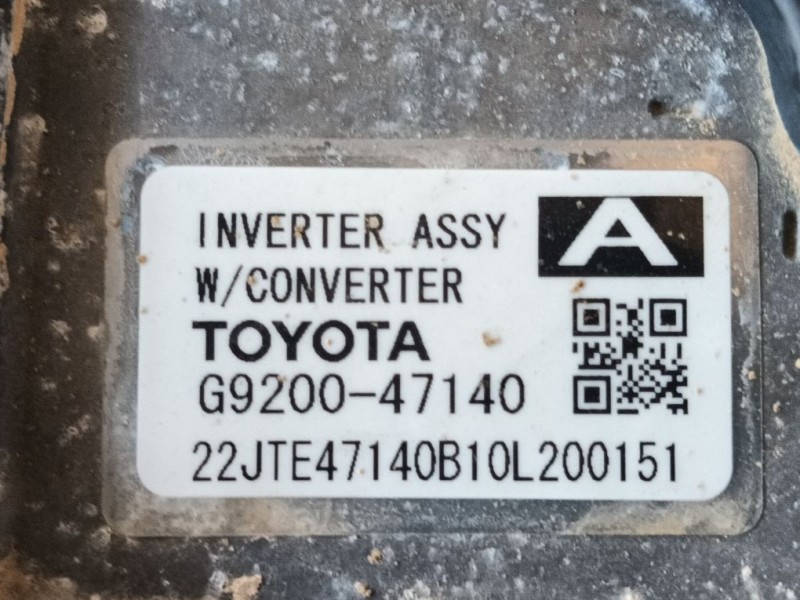 INVERTER ASSY
A
W/CONVERTER
TOYOTA
G9200-47140
22JTE47140B10L200151